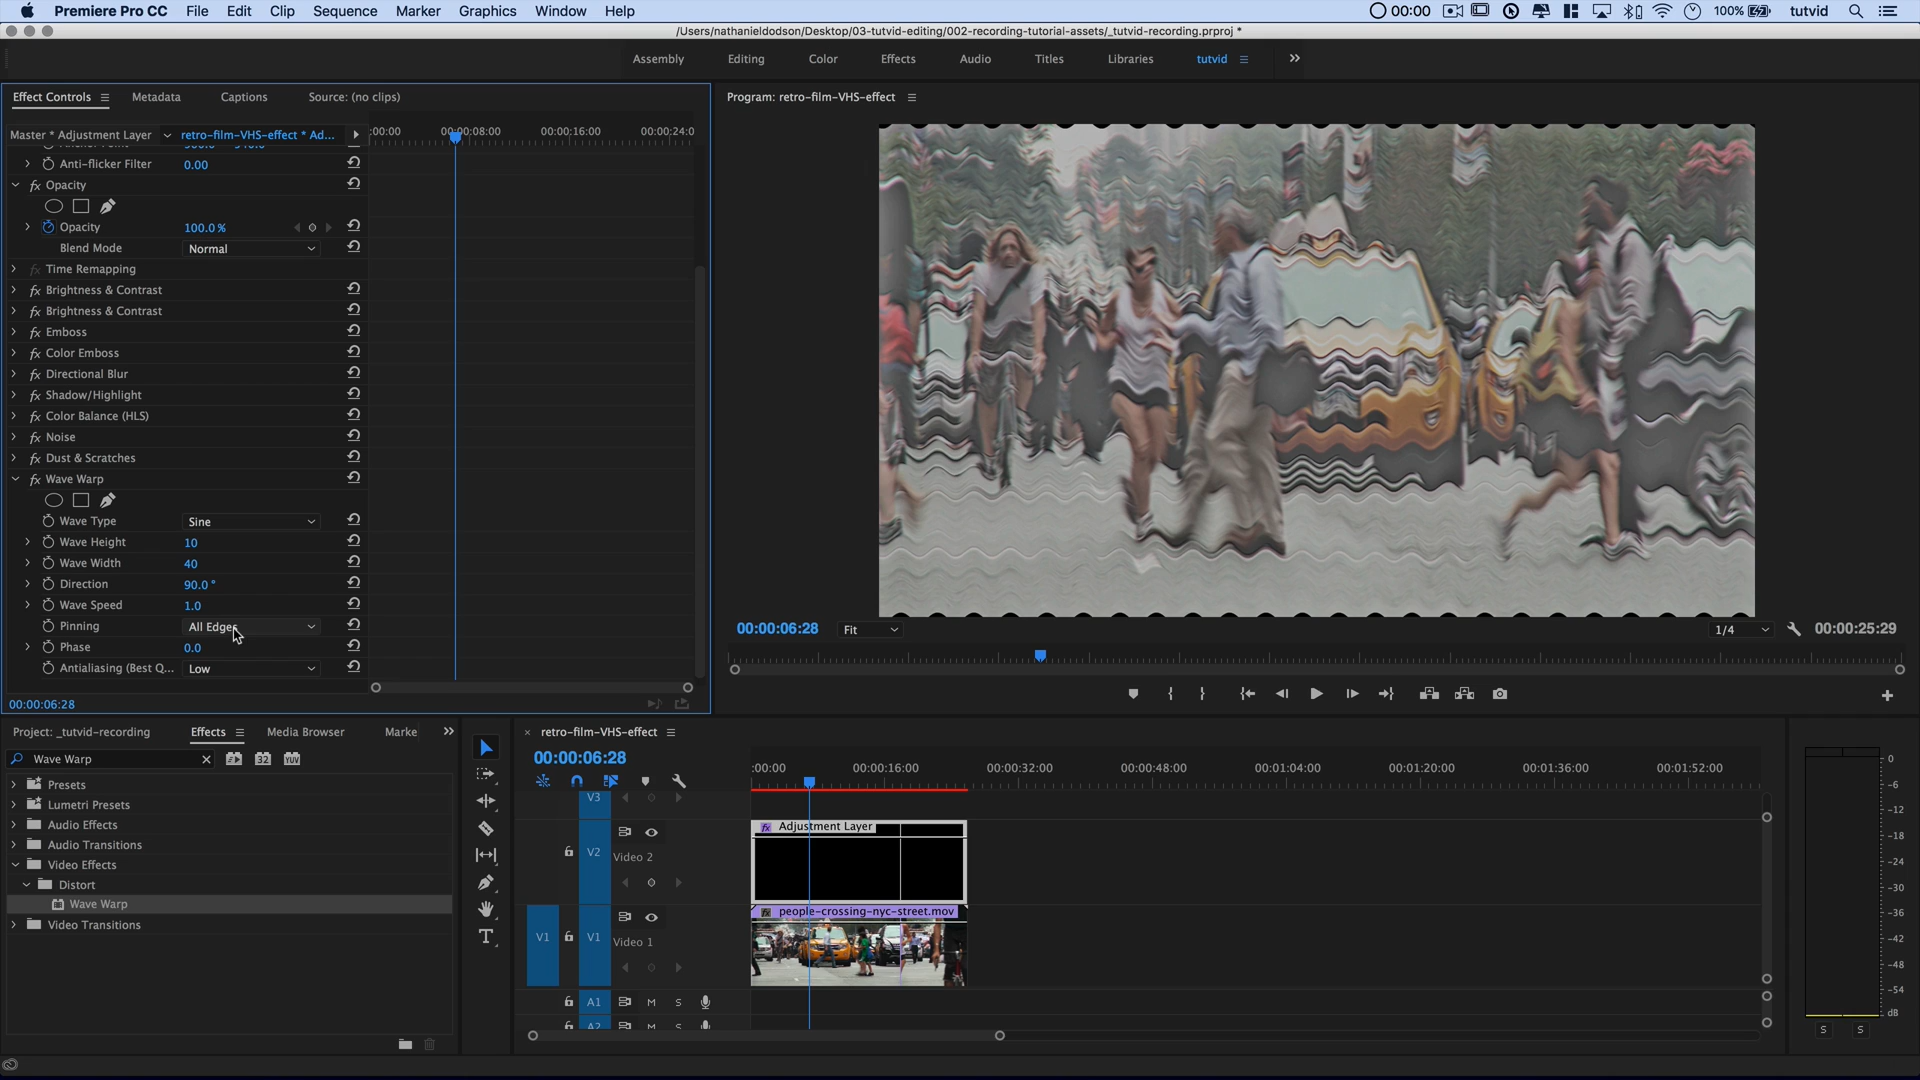 Premiere Pro CC File Edit Clip Sequence Marker Graphics Window Help 00:00 100% tutvid
/Users/nathanieldodson/Desktop/03-tutvid-editing/002-recording-tutorial-assets/_tutvid-recording.prproj *
Assembly Editing Color Effects Audio Titles Libraries tutvid
Effect Controls Metadata Captions Source: (no clips)
Master * Adjustment Layer retro-film-VHS-effect * Ad... :00:00 00:00:08:00 00:00:16:00 00:00:24:0
Anti-flicker Filter 0.00
fx Opacity
Opacity 100.0 %
Blend Mode Normal
fx Time Remapping
fx Brightness & Contrast
fx Brightness & Contrast
fx Emboss
fx Color Emboss
fx Directional Blur
fx Shadow/Highlight
fx Color Balance (HLS)
fx Noise
fx Dust & Scratches
fx Wave Warp
Wave Type Sine
Wave Height 10
Wave Width 40
Direction 90.0 °
Wave Speed 1.0
Pinning All Edges
Phase 0.0
Antialiasing (Best Q... Low
00:00:06:28
Program: retro-film-VHS-effect
00:00:06:28 Fit 1/4 00:00:25:29
Project: _tutvid-recording Effects Media Browser Marke
Wave Warp 32 YUV
Presets
Lumetri Presets
Audio Effects
Audio Transitions
Video Effects
Distort
Wave Warp
Video Transitions
T
× retro-film-VHS-effect
00:00:06:28
:00:00 00:00:16:00 00:00:32:00 00:00:48:00 00:01:04:00 00:01:20:00 00:01:36:00 00:01:52:00
V3
fx Adjustment Layer
V2 Video 2
fx people-crossing-nyc-street.mov
V1 V1 Video 1
A1 M S
A2 M S
0
-6
-12
-18
-24
-30
-36
-42
-48
-54
dB
S S